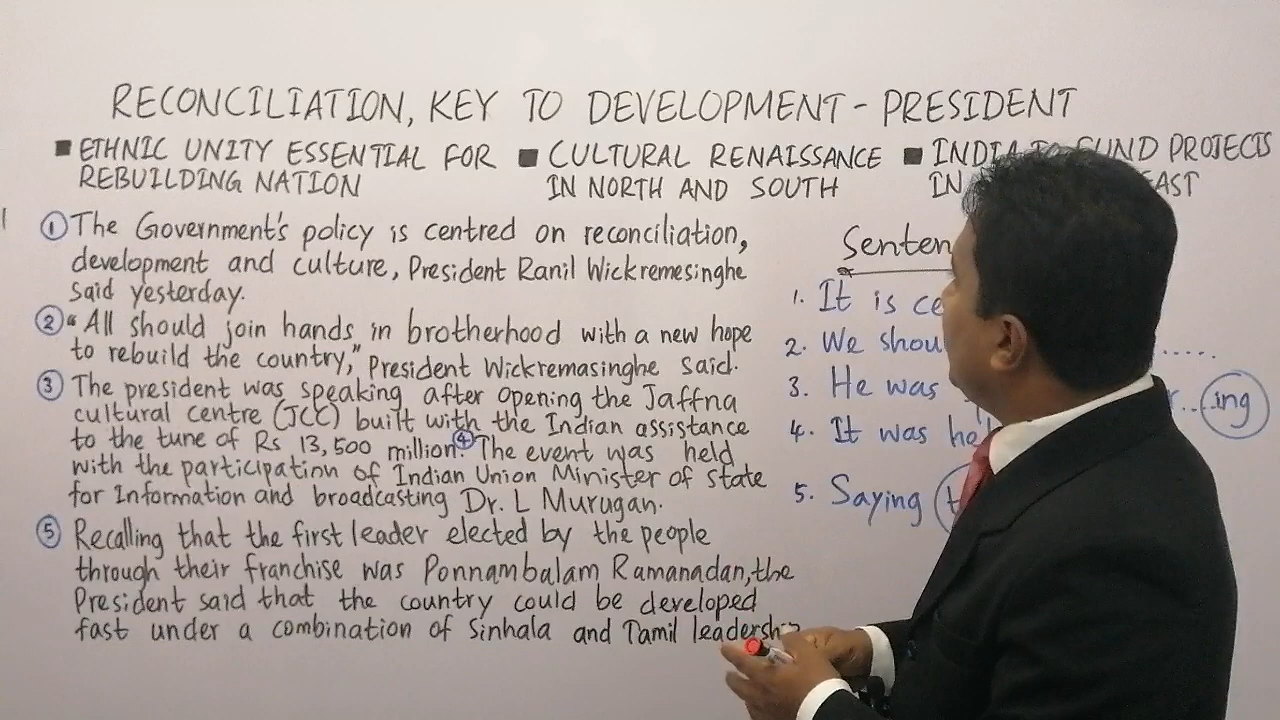 RECONCILIATION, KEY TO DEVELOPMENT - PRESIDENT
■ ETHNIC UNITY ESSENTIAL FOR
REBUILDING NATION
■ CULTURAL RENAISSANCE
IN NORTH AND SOUTH
■ INDIA TO FUND PROJECTS
IN
① The Government's policy is centred on reconciliation,
development and culture, President Ranil Wickremesinghe
said yesterday.
② "All should join hands in brotherhood with a new hope
to rebuild the country," President Wickremasinghe said.
③ The president was speaking after opening the Jaffna
cultural centre (JCC) built with the Indian assistance
to the tune of Rs 13,500 million. ④ The event was held
with the participation of Indian Union Minister of state
for Information and broadcasting Dr. L Murugan.
⑤ Recalling that the first leader elected by the people
through their franchise was Ponnambalam Ramanadan, the
President said that the country could be developed
fast under a combination of Sinhala and Tamil
1. It is
2. We .....
3. He was ..ing
4. It was
5. Saying